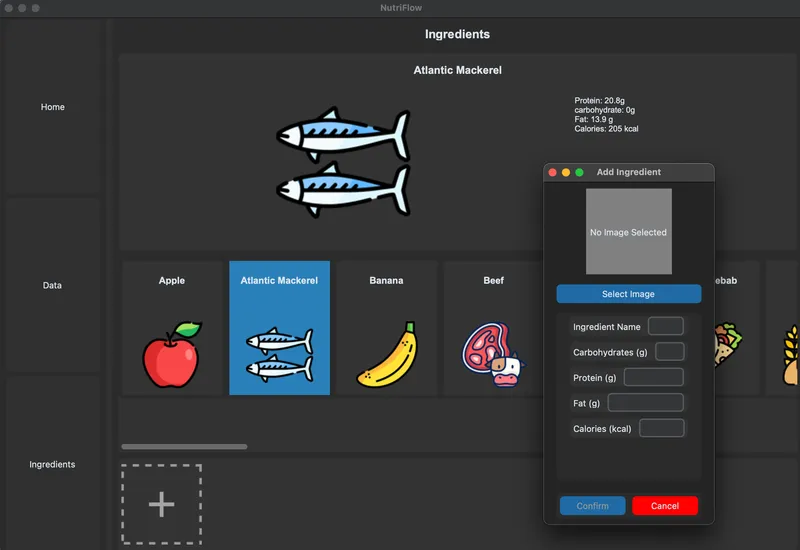 NutriFlow
Home
Data
Ingredients
Ingredients
Atlantic Mackerel
Protein: 20.8g
carbohydrate: 0g
Fat: 13.9 g
Calories: 205 kcal
Apple
Atlantic Mackerel
Banana
Beef
ebab
Add Ingredient
No Image Selected
Select Image
Ingredient Name
Carbohydrates (g)
Protein (g)
Fat (g)
Calories (kcal)
Confirm
Cancel